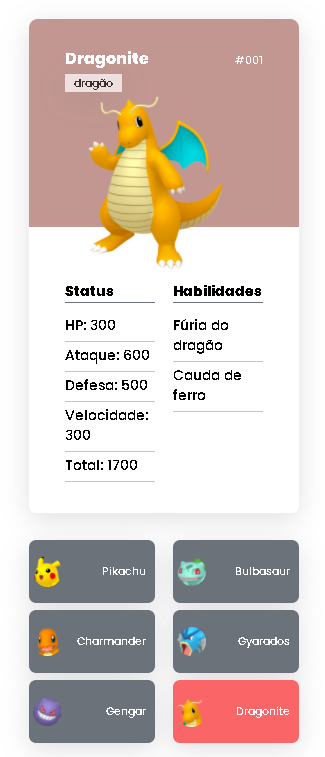 Dragonite #001
dragão
Status Habilidades
HP: 300
Fúria do
dragão
Ataque: 600
Defesa: 500
Cauda de
ferro
Velocidade:
300
Total: 1700
Pikachu
Bulbasaur
Charmander
Gyarados
Gengar
Dragonite